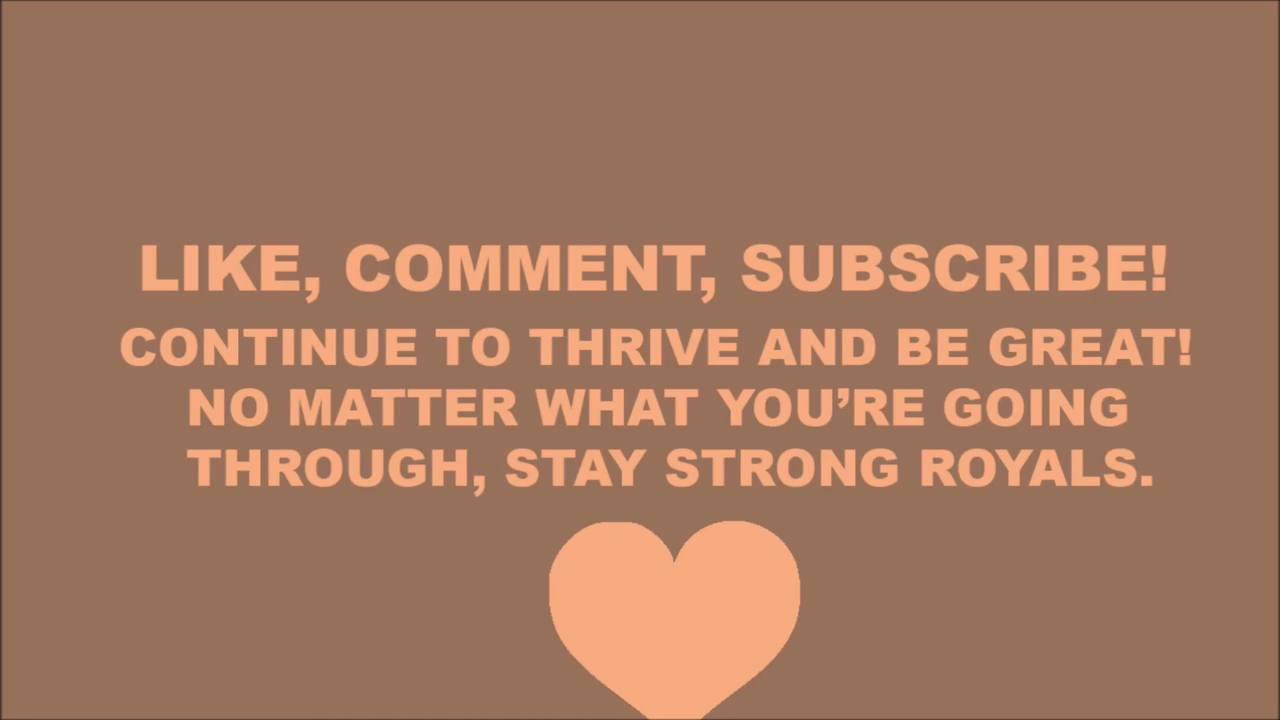 LIKE, COMMENT, SUBSCRIBE!
CONTINUE TO THRIVE AND BE GREAT!
NO MATTER WHAT YOU’RE GOING
THROUGH, STAY STRONG ROYALS.